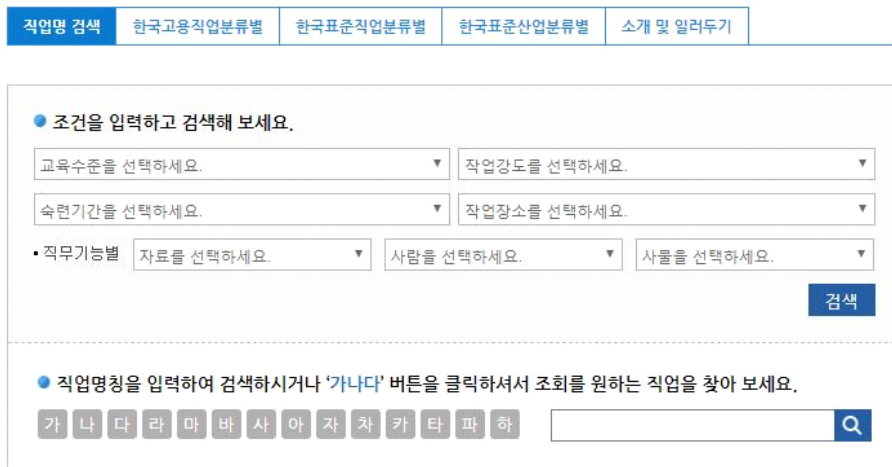 직업명 검색 한국고용직업분류별 한국표준직업분류별 한국표준산업분류별 소개 및 일러두기
조건을 입력하고 검색해 보세요.
교육수준을 선택하세요. 작업강도를 선택하세요.
숙련기간을 선택하세요. 작업장소를 선택하세요.
직무기능별 자료를 선택하세요. 사람을 선택하세요. 사물을 선택하세요.
검색
직업명칭을 입력하여 검색하시거나 ‘가나다’ 버튼을 클릭하셔서 조회를 원하는 직업을 찾아 보세요.
가 나 다 라 마 바 사 아 자 차 카 타 파 하